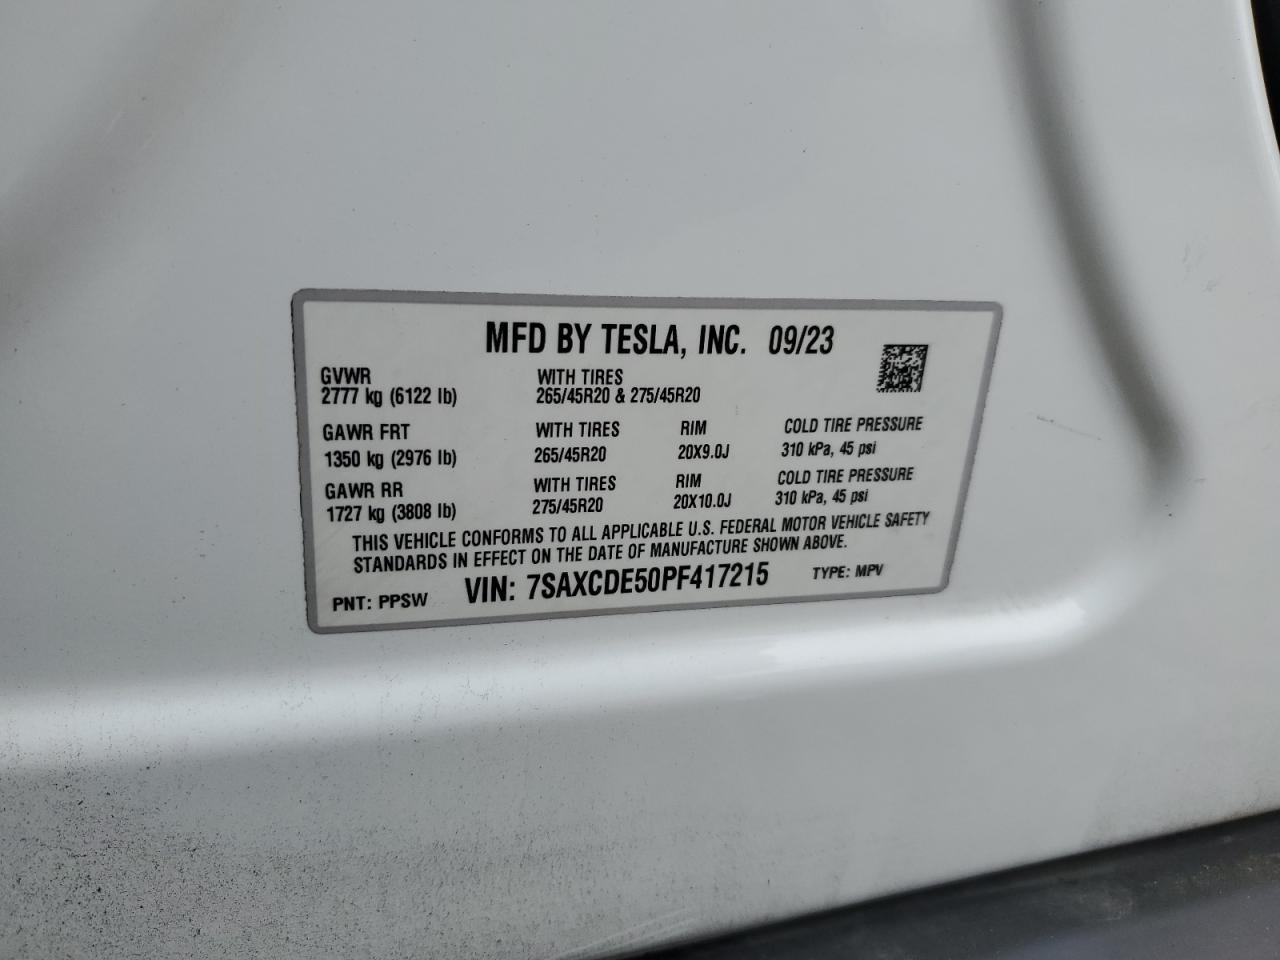 MFD BY TESLA, INC. 09/23
GVWR WITH TIRES
2777 kg (6122 lb) 265/45R20 & 275/45R20
GAWR FRT WITH TIRES RIM COLD TIRE PRESSURE
1350 kg (2976 lb) 265/45R20 20X9.0J 310 kPa, 45 psi
GAWR RR WITH TIRES RIM COLD TIRE PRESSURE
1727 kg (3808 lb) 275/45R20 20X10.0J 310 kPa, 45 psi
THIS VEHICLE CONFORMS TO ALL APPLICABLE U.S. FEDERAL MOTOR VEHICLE SAFETY
STANDARDS IN EFFECT ON THE DATE OF MANUFACTURE SHOWN ABOVE.
PNT: PPSW VIN: 7SAXCDE50PF417215 TYPE: MPV